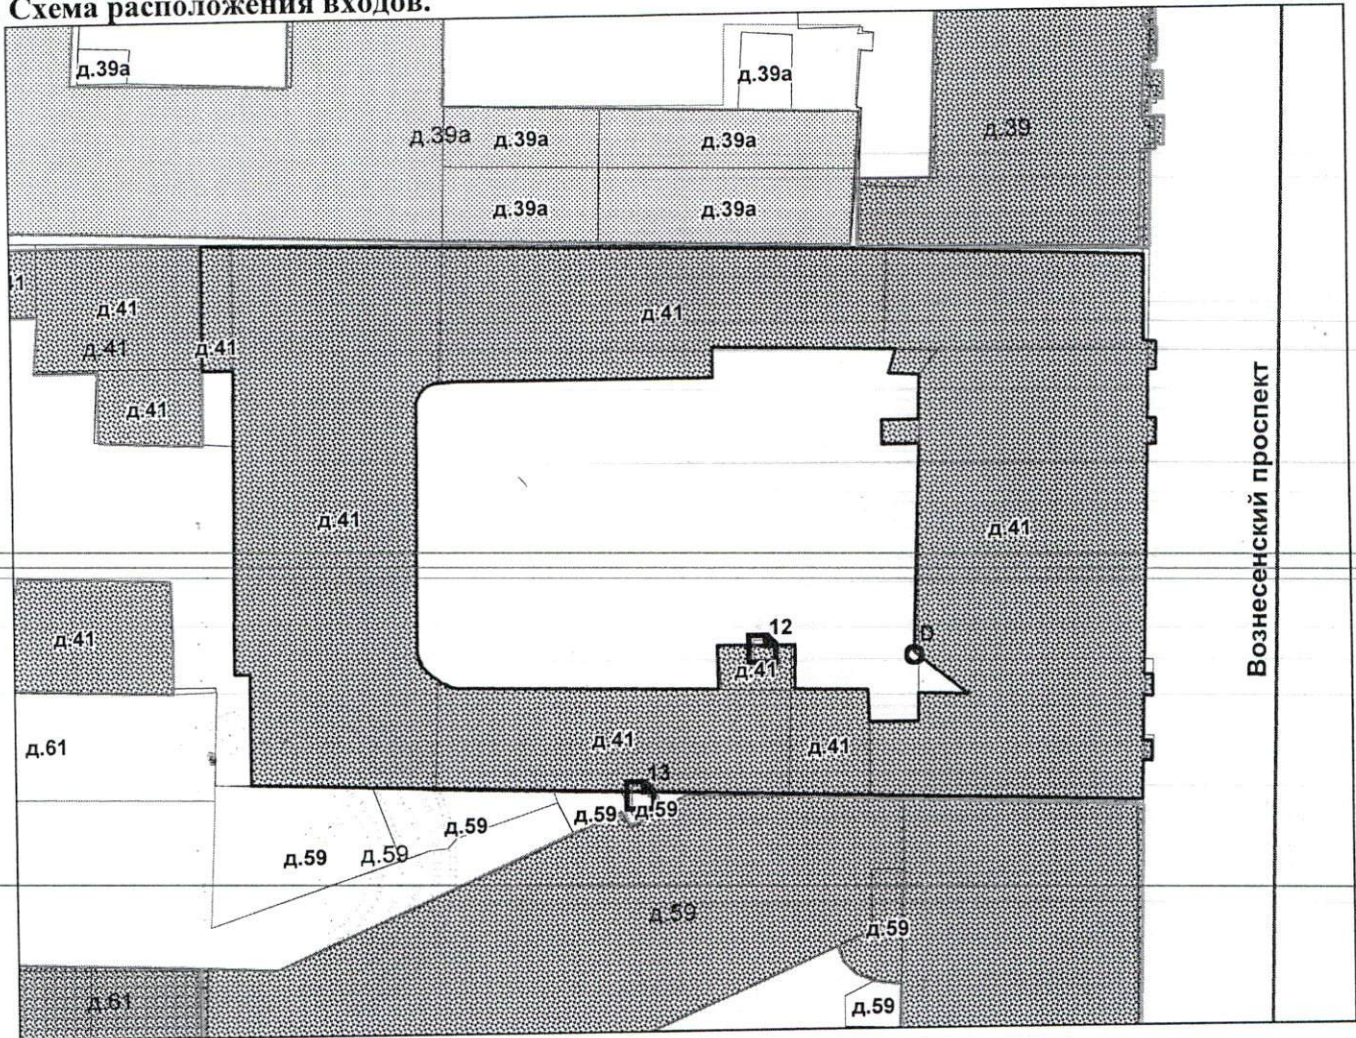 Схема расположения входов.
д.39а
д.39а
д.39а
д.39а
д.39а
д.39
д.39а
д.39а
41
д.41
д.41
д.41
д.41
д.41
д.41
д.41
Вознесенский проспект
12
D
д.41
д.41
д.61
д.41
д.41
13
д.59
д.59
д.59
д.59
д.59
д.59
д.59
д.61
д.59